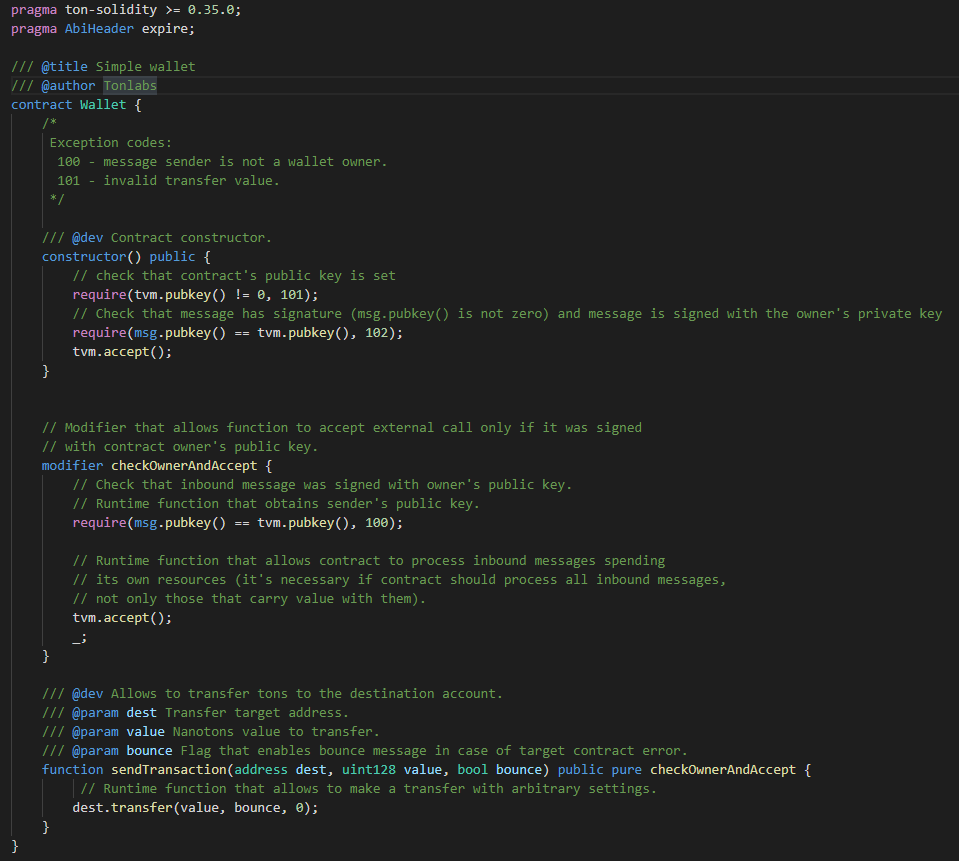 pragma ton-solidity >= 0.35.0;
pragma AbiHeader expire;

/// @title Simple wallet
/// @author Tonlabs
contract Wallet {
    /*
     Exception codes:
      100 - message sender is not a wallet owner.
      101 - invalid transfer value.
     */

    /// @dev Contract constructor.
    constructor() public {
        // check that contract's public key is set
        require(tvm.pubkey() != 0, 101);
        // Check that message has signature (msg.pubkey() is not zero) and message is signed with the owner's private key
        require(msg.pubkey() == tvm.pubkey(), 102);
        tvm.accept();
    }


    // Modifier that allows function to accept external call only if it was signed
    // with contract owner's public key.
    modifier checkOwnerAndAccept {
        // Check that inbound message was signed with owner's public key.
        // Runtime function that obtains sender's public key.
        require(msg.pubkey() == tvm.pubkey(), 100);

        // Runtime function that allows contract to process inbound messages spending
        // its own resources (it's necessary if contract should process all inbound messages,
        // not only those that carry value with them).
        tvm.accept();
        _;
    }

    /// @dev Allows to transfer tons to the destination account.
    /// @param dest Transfer target address.
    /// @param value Nanotons value to transfer.
    /// @param bounce Flag that enables bounce message in case of target contract error.
    function sendTransaction(address dest, uint128 value, bool bounce) public pure checkOwnerAndAccept {
         // Runtime function that allows to make a transfer with arbitrary settings.
        dest.transfer(value, bounce, 0);
    }
}